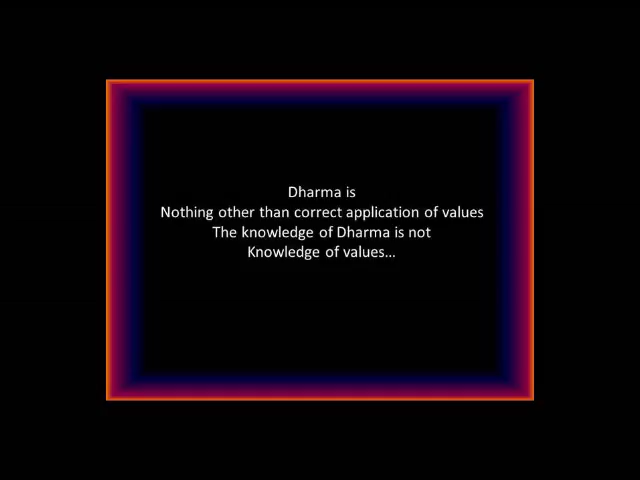 Dharma is
Nothing other than correct application of values
The knowledge of Dharma is not
Knowledge of values...